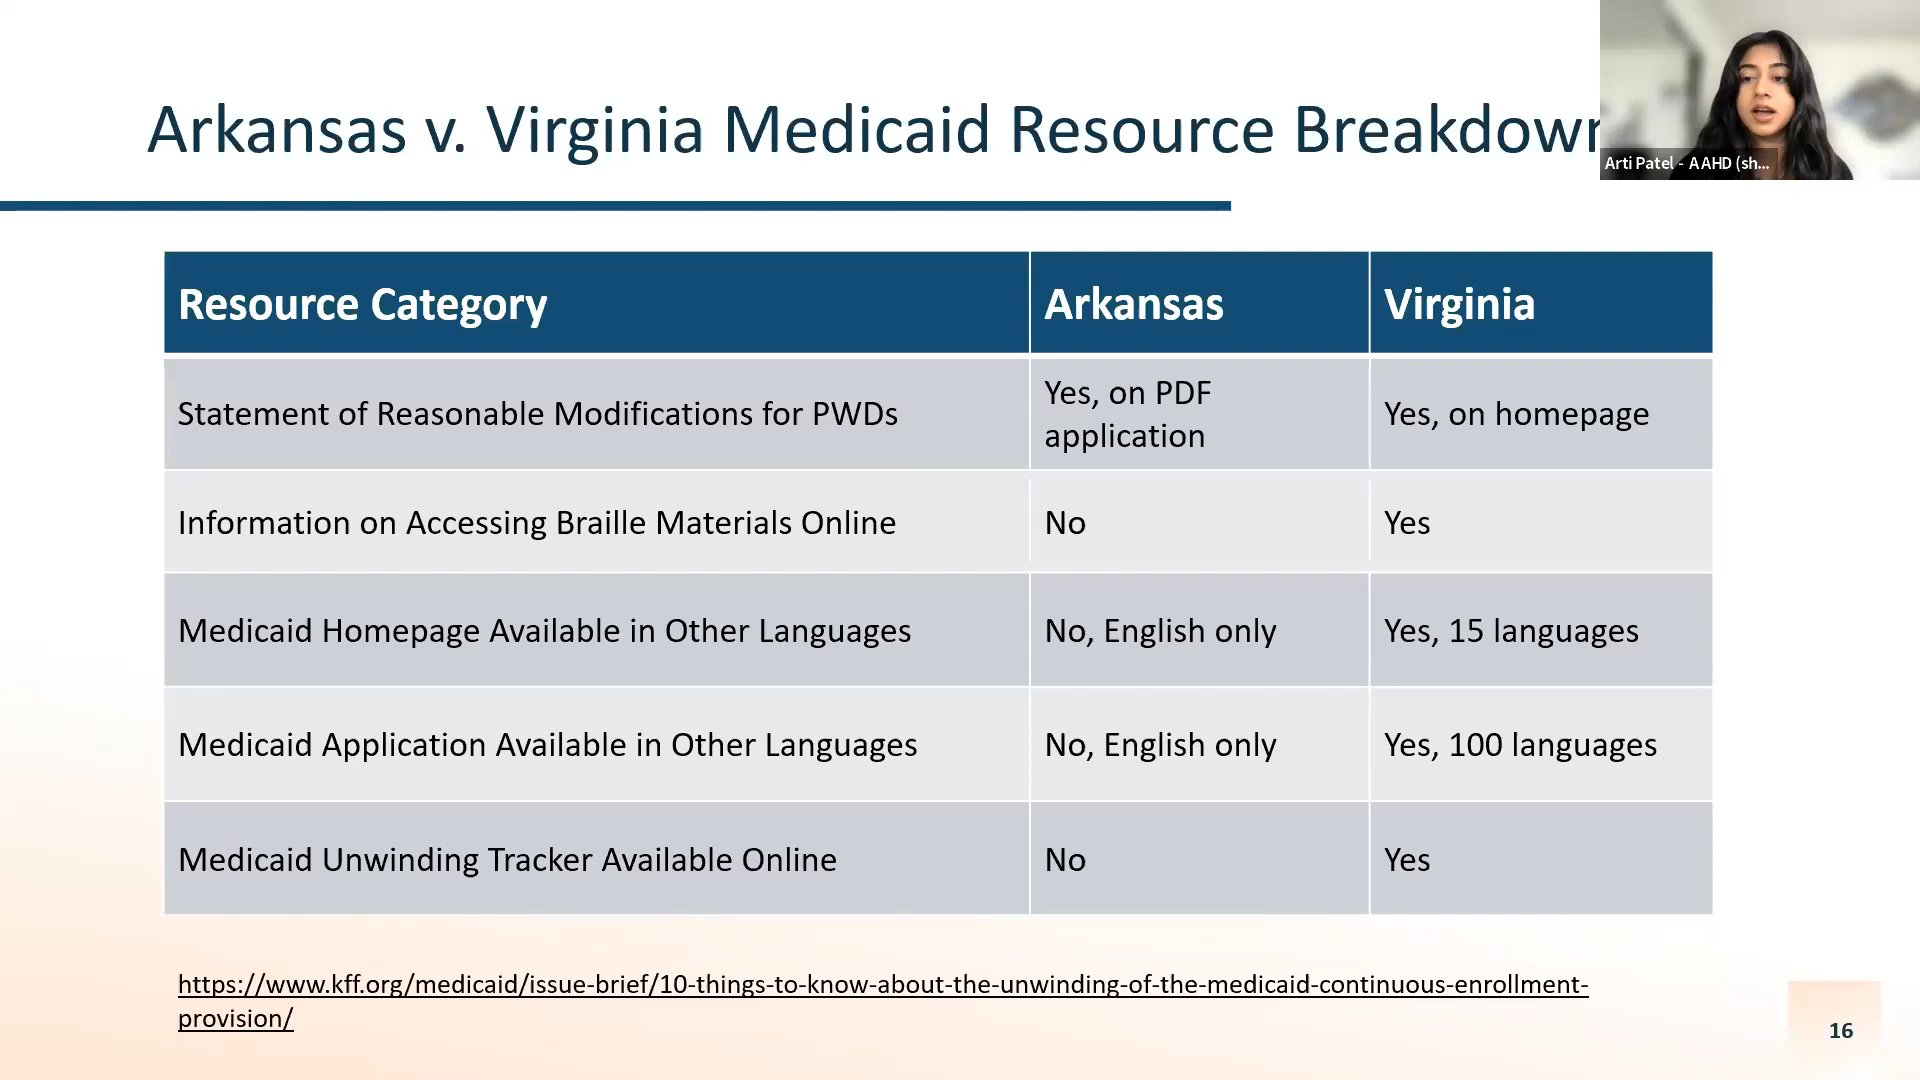 Arkansas v. Virginia Medicaid Resource Breakdown
Arti Patel - AAHD (sh...
Resource Category Arkansas Virginia
Statement of Reasonable Modifications for PWDs
Yes, on PDF
application
Yes, on homepage
Information on Accessing Braille Materials Online No Yes
Medicaid Homepage Available in Other Languages No, English only Yes, 15 languages
Medicaid Application Available in Other Languages No, English only Yes, 100 languages
Medicaid Unwinding Tracker Available Online No Yes
https://www.kff.org/medicaid/issue-brief/10-things-to-know-about-the-unwinding-of-the-medicaid-continuous-enrollment-
provision/
16